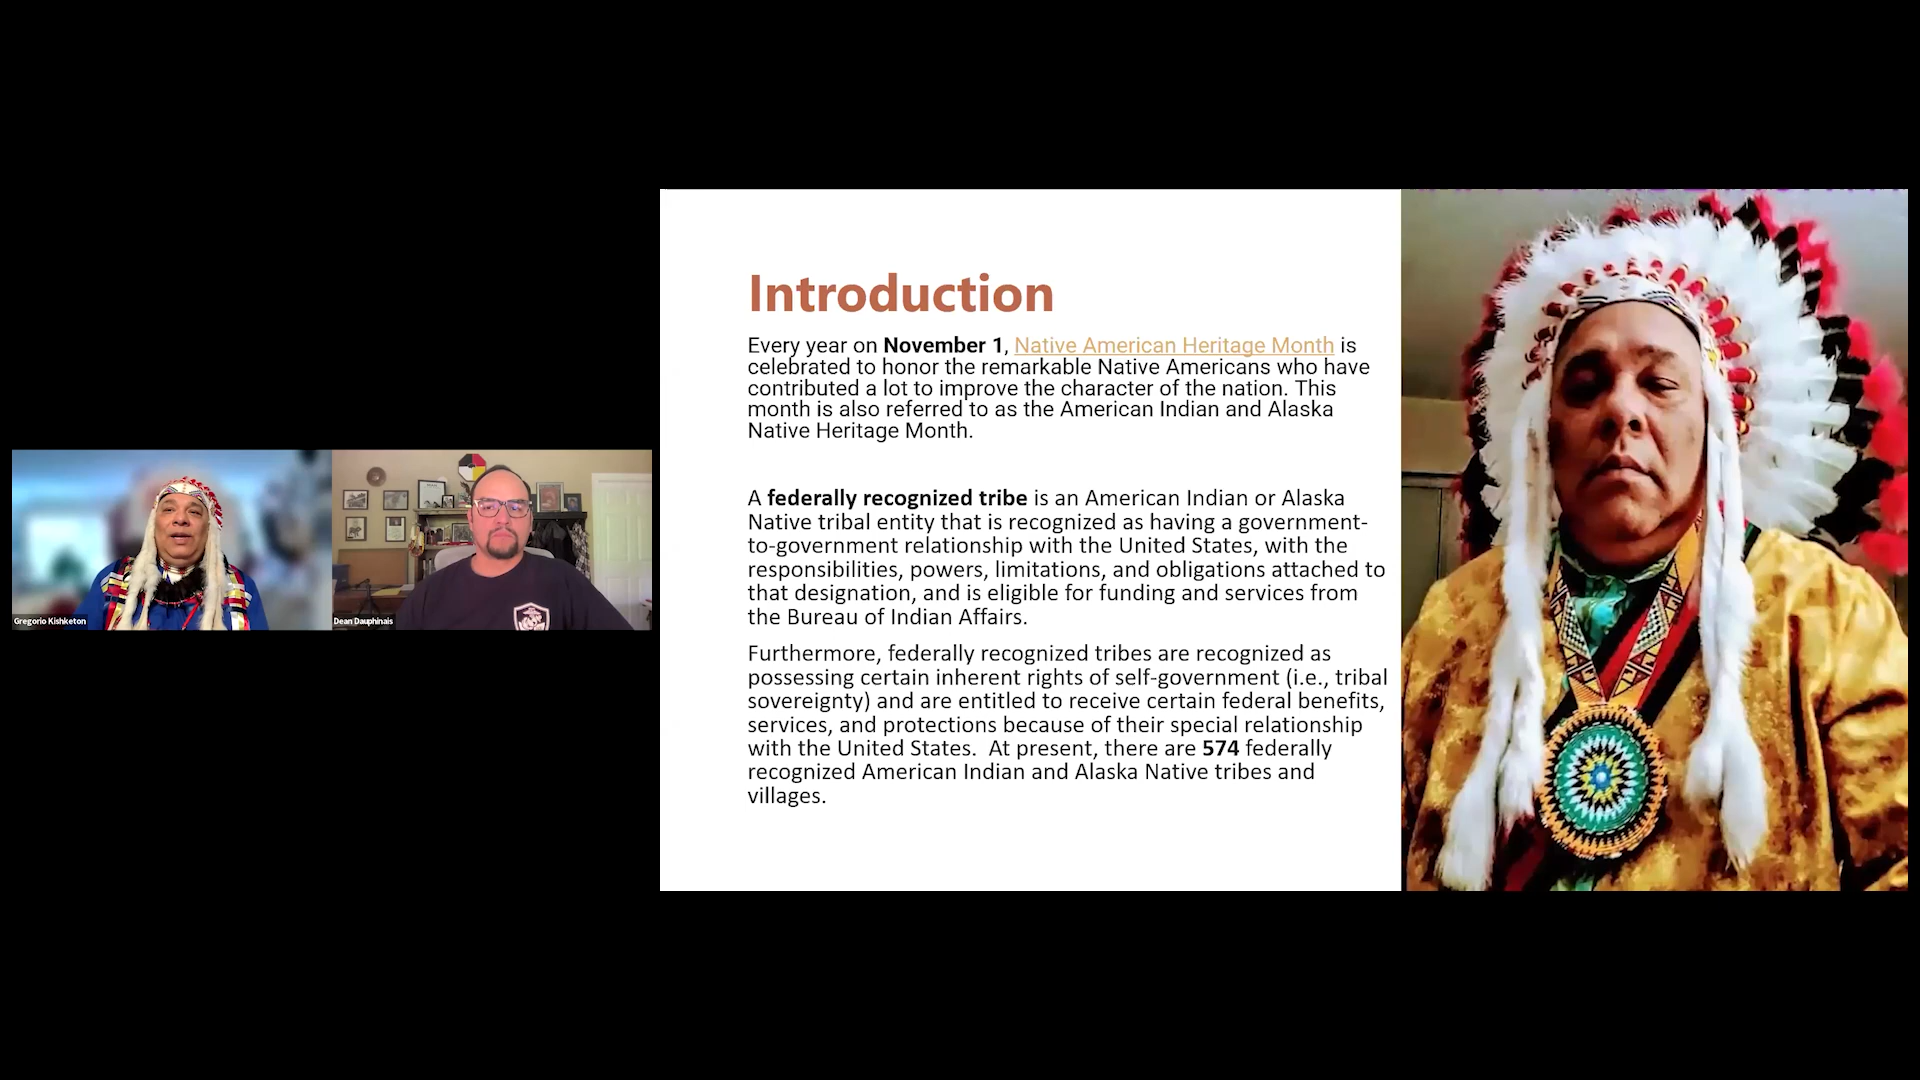 Introduction
Every year on November 1, Native American Heritage Month is
celebrated to honor the remarkable Native Americans who have
contributed a lot to improve the character of the nation. This
month is also referred to as the American Indian and Alaska
Native Heritage Month.
A federally recognized tribe is an American Indian or Alaska
Native tribal entity that is recognized as having a government-
to-government relationship with the United States, with the
responsibilities, powers, limitations, and obligations attached to
that designation, and is eligible for funding and services from
the Bureau of Indian Affairs.
Furthermore, federally recognized tribes are recognized as
possessing certain inherent rights of self-government (i.e., tribal
sovereignty) and are entitled to receive certain federal benefits,
services, and protections because of their special relationship
with the United States.  At present, there are 574 federally
recognized American Indian and Alaska Native tribes and
villages.
Gregorio Kishketon
Dean Dauphinais